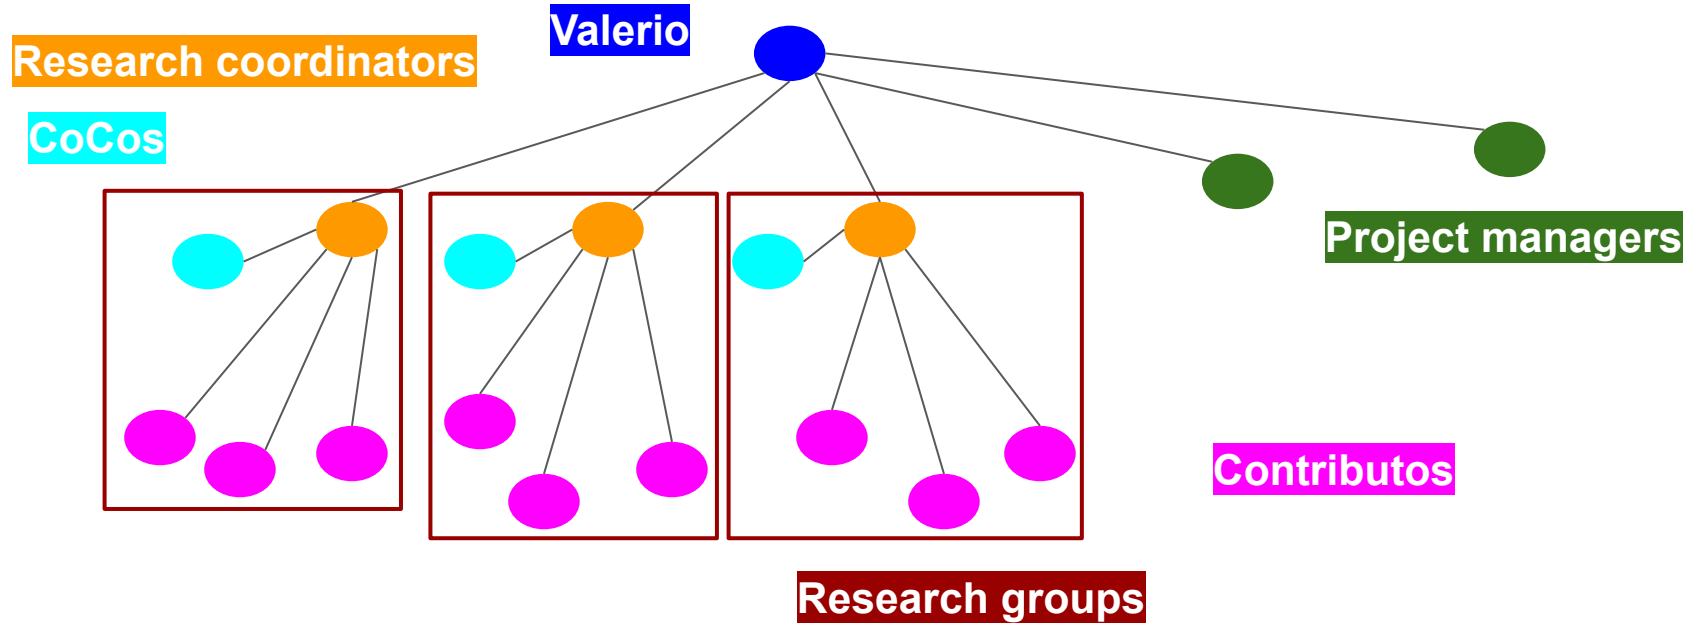 Valerio
Research coordinators
CoCos
Project managers
Contributos
Research groups